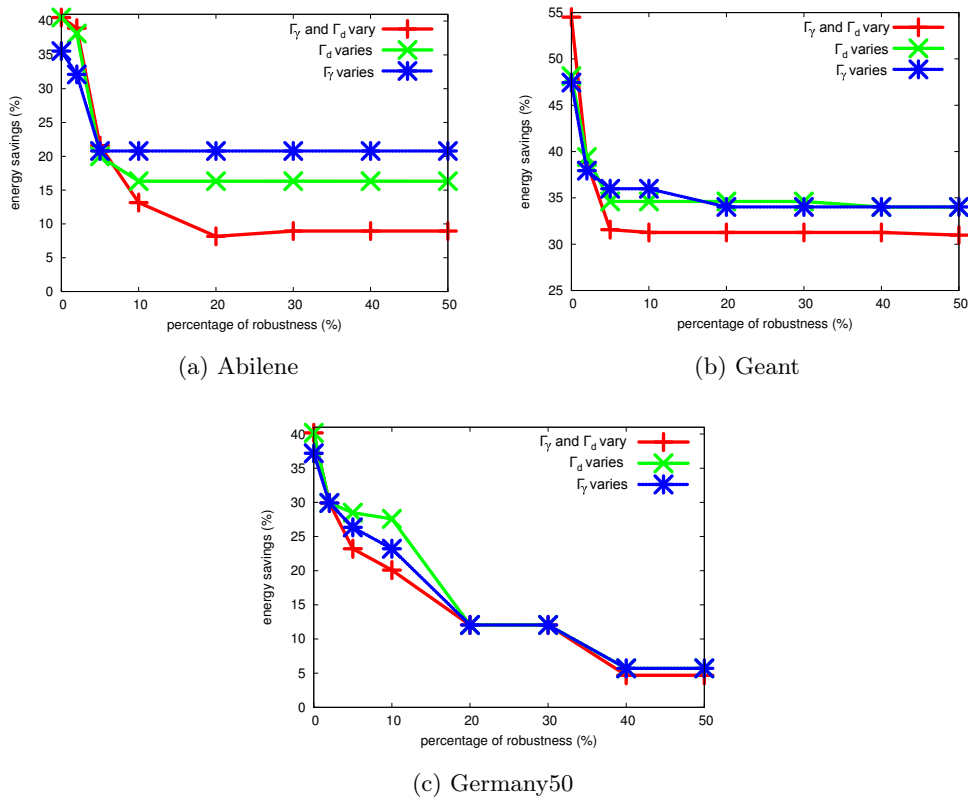 Γγ and Γd vary
Γd varies
Γγ varies
energy savings (%)
0
5
10
15
20
25
30
35
40
0 10 20 30 40 50
percentage of robustness (%)
(a) Abilene
Γγ and Γd vary
Γd varies
Γγ varies
energy savings (%)
25
30
35
40
45
50
55
0 10 20 30 40 50
percentage of robustness (%)
(b) Geant
Γγ and Γd vary
Γd varies
Γγ varies
energy savings (%)
0
5
10
15
20
25
30
35
40
0 10 20 30 40 50
percentage of robustness (%)
(c) Germany50